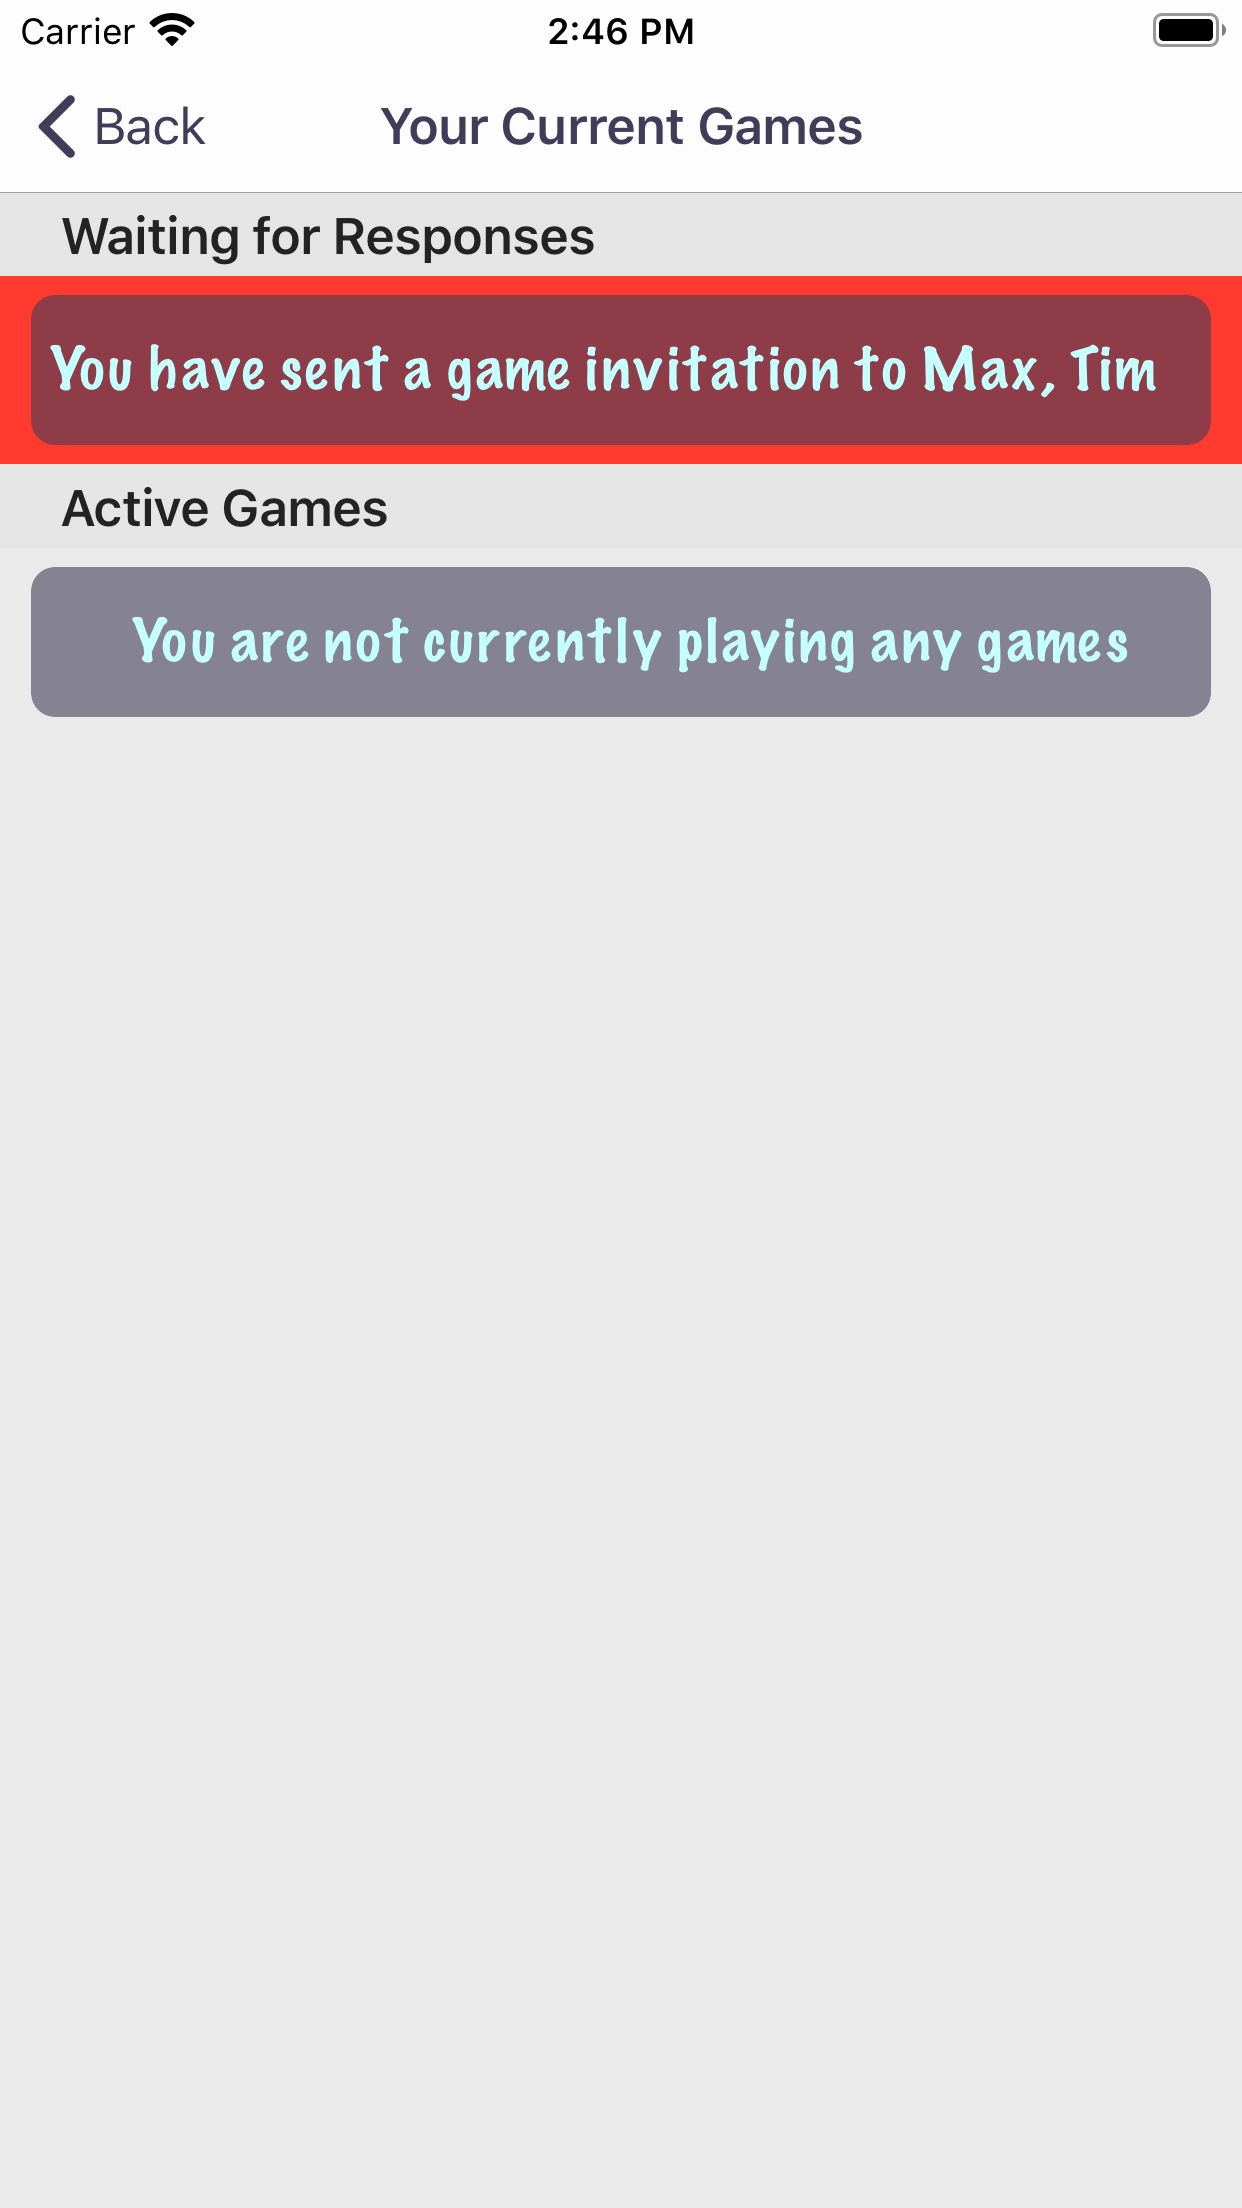 Carrier 2:46 PM
Back Your Current Games
Waiting for Responses
You have sent a game invitation to Max, Tim
Active Games
You are not currently playing any games